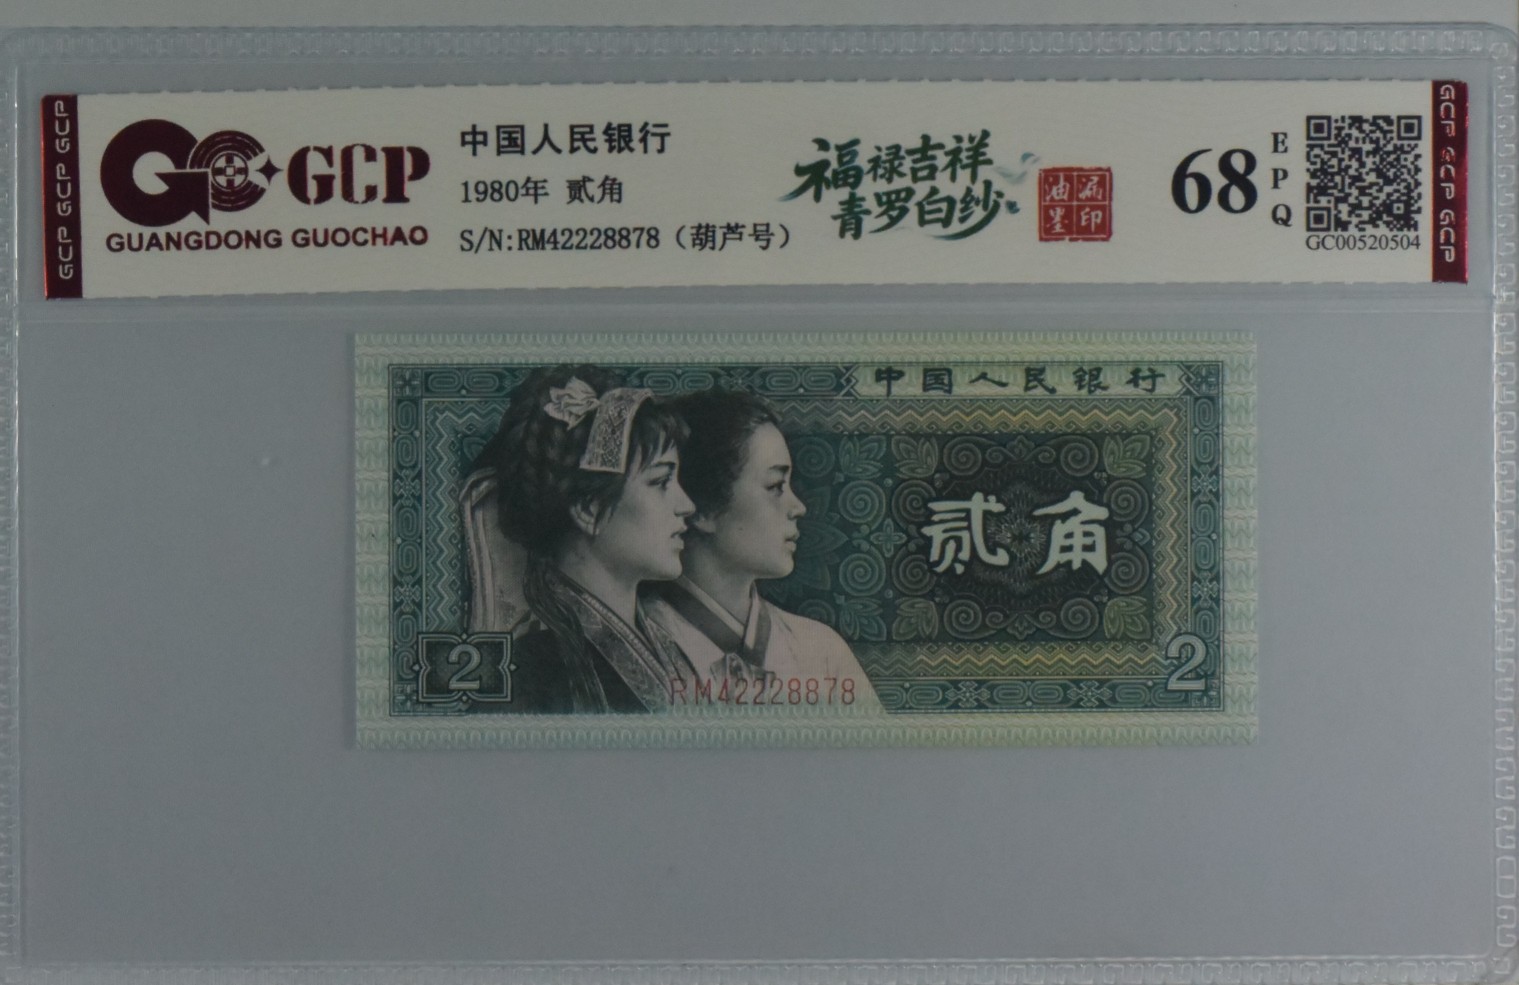 GCP GCP GCP
GCP
GUANGDONG GUOCHAO
中国人民银行
1980年 贰角
S/N:RM42228878（葫芦号）
福禄吉祥
青罗白纱
油墨
漏印
68
EPQ
GC00520504
GCP GCP GCP
中国人民银行
贰角
2
2
RM42228878